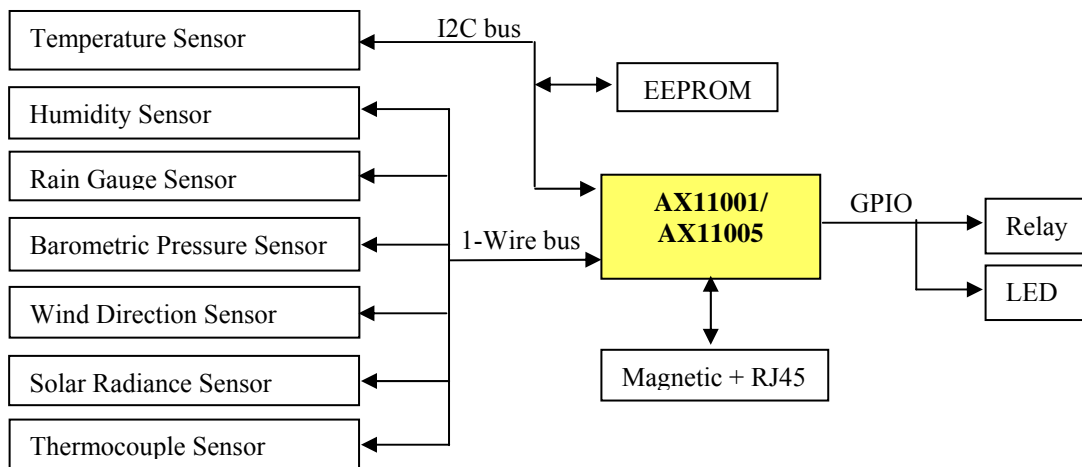 Temperature Sensor
I2C bus
EEPROM
Humidity Sensor
Rain Gauge Sensor
Barometric Pressure Sensor
1-Wire bus
AX11001/
AX11005
GPIO
Relay
LED
Wind Direction Sensor
Solar Radiance Sensor
Magnetic + RJ45
Thermocouple Sensor